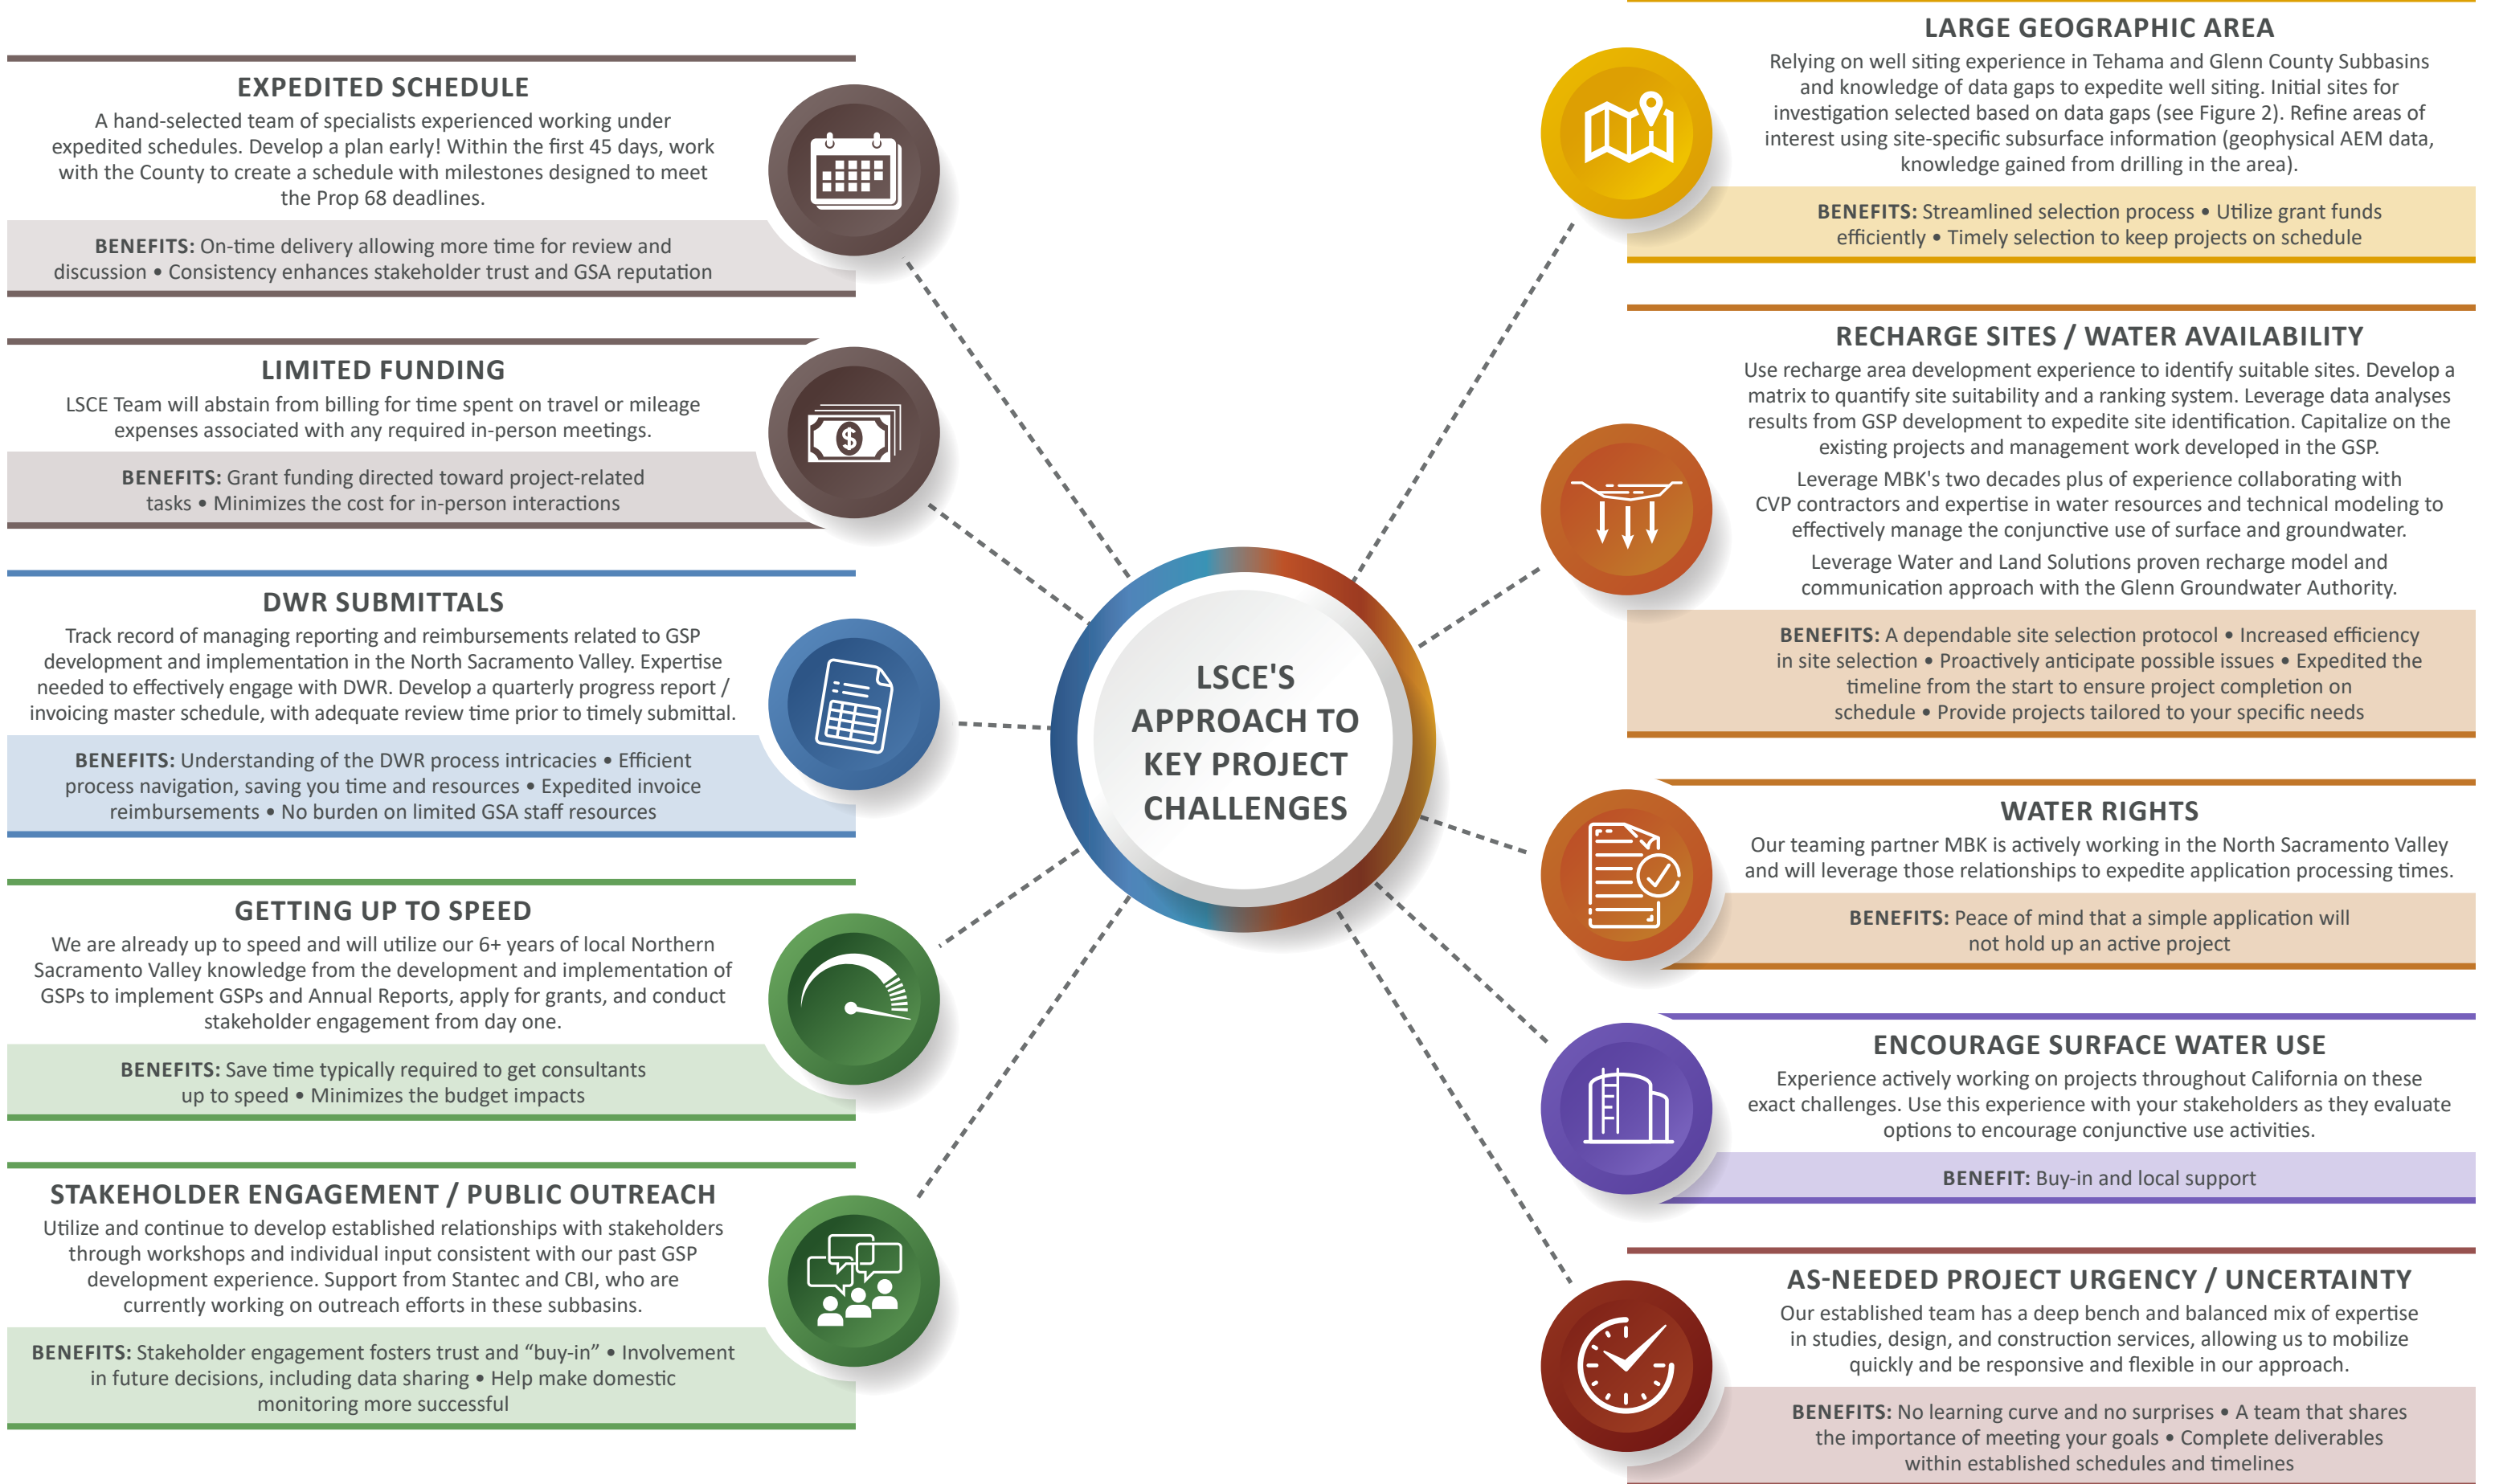 EXPEDITED SCHEDULE
A hand-selected team of specialists experienced working under
expedited schedules. Develop a plan early! Within the first 45 days, work
with the County to create a schedule with milestones designed to meet
the Prop 68 deadlines.
BENEFITS: On-time delivery allowing more time for review and
discussion • Consistency enhances stakeholder trust and GSA reputation
LIMITED FUNDING
LSCE Team will abstain from billing for time spent on travel or mileage
expenses associated with any required in-person meetings.
BENEFITS: Grant funding directed toward project-related
tasks • Minimizes the cost for in-person interactions
DWR SUBMITTALS
Track record of managing reporting and reimbursements related to GSP
development and implementation in the North Sacramento Valley. Expertise
needed to effectively engage with DWR. Develop a quarterly progress report /
invoicing master schedule, with adequate review time prior to timely submittal.
BENEFITS: Understanding of the DWR process intricacies • Efficient
process navigation, saving you time and resources • Expedited invoice
reimbursements • No burden on limited GSA staff resources
GETTING UP TO SPEED
We are already up to speed and will utilize our 6+ years of local Northern
Sacramento Valley knowledge from the development and implementation of
GSPs to implement GSPs and Annual Reports, apply for grants, and conduct
stakeholder engagement from day one.
BENEFITS: Save time typically required to get consultants
up to speed • Minimizes the budget impacts
STAKEHOLDER ENGAGEMENT / PUBLIC OUTREACH
Utilize and continue to develop established relationships with stakeholders
through workshops and individual input consistent with our past GSP
development experience. Support from Stantec and CBI, who are
currently working on outreach efforts in these subbasins.
BENEFITS: Stakeholder engagement fosters trust and “buy-in” • Involvement
in future decisions, including data sharing • Help make domestic
monitoring more successful
$
LSCE'S
APPROACH TO
KEY PROJECT
CHALLENGES
LARGE GEOGRAPHIC AREA
Relying on well siting experience in Tehama and Glenn County Subbasins
and knowledge of data gaps to expedite well siting. Initial sites for
investigation selected based on data gaps (see Figure 2). Refine areas of
interest using site-specific subsurface information (geophysical AEM data,
knowledge gained from drilling in the area).
BENEFITS: Streamlined selection process • Utilize grant funds
efficiently • Timely selection to keep projects on schedule
RECHARGE SITES / WATER AVAILABILITY
Use recharge area development experience to identify suitable sites. Develop a
matrix to quantify site suitability and a ranking system. Leverage data analyses
results from GSP development to expedite site identification. Capitalize on the
existing projects and management work developed in the GSP.
Leverage MBK's two decades plus of experience collaborating with
CVP contractors and expertise in water resources and technical modeling to
effectively manage the conjunctive use of surface and groundwater.
Leverage Water and Land Solutions proven recharge model and
communication approach with the Glenn Groundwater Authority.
BENEFITS: A dependable site selection protocol • Increased efficiency
in site selection • Proactively anticipate possible issues • Expedited the
timeline from the start to ensure project completion on
schedule • Provide projects tailored to your specific needs
WATER RIGHTS
Our teaming partner MBK is actively working in the North Sacramento Valley
and will leverage those relationships to expedite application processing times.
BENEFITS: Peace of mind that a simple application will
not hold up an active project
ENCOURAGE SURFACE WATER USE
Experience actively working on projects throughout California on these
exact challenges. Use this experience with your stakeholders as they evaluate
options to encourage conjunctive use activities.
BENEFIT: Buy-in and local support
AS-NEEDED PROJECT URGENCY / UNCERTAINTY
Our established team has a deep bench and balanced mix of expertise
in studies, design, and construction services, allowing us to mobilize
quickly and be responsive and flexible in our approach.
BENEFITS: No learning curve and no surprises • A team that shares
the importance of meeting your goals • Complete deliverables
within established schedules and timelines